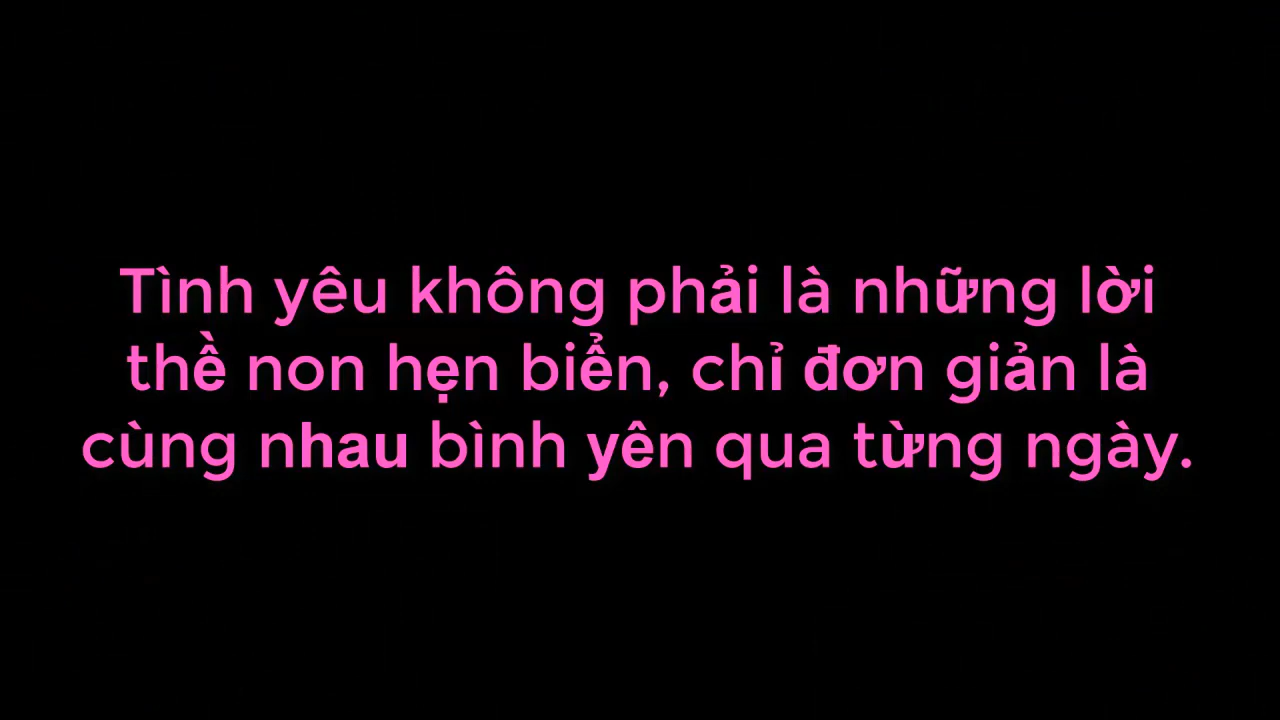 Tình yêu không phải là những lời
thề non hẹn biển, chỉ đơn giản là
cùng nhau bình yên qua từng ngày.